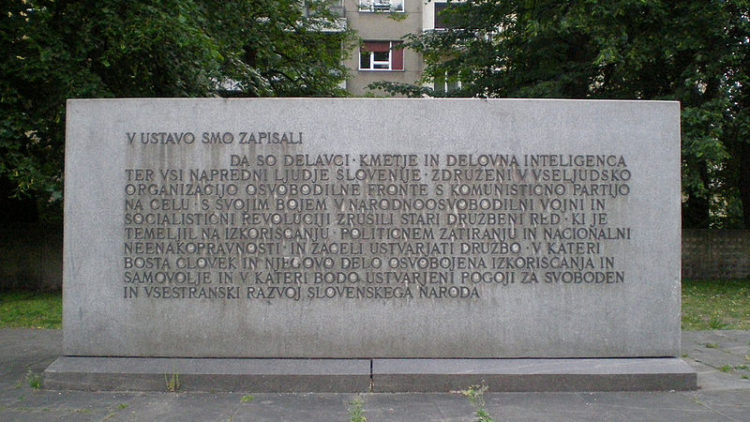 V USTAVO SMO ZAPISALI
DA SO DELAVCI · KMETJE IN DELOVNA INTELIGENCA
TER VSI NAPREDNI LJUDJE SLOVENIJE · ZDRUŽENI V VSELJUDSKO
ORGANIZACIJO OSVOBODILNE FRONTE S KOMUNISTIČNO PARTIJO
NA ČELU · S SVOJIM BOJEM V NARODNOOSVOBODILNI VOJNI IN
SOCIALISTIČNI REVOLUCIJI ZRUŠILI STARI DRUŽBENI RED · KI JE
TEMELJIL NA IZKORIŠČANJU · POLITIČNEM ZATIRANJU IN NACIONALNI
NEENAKOPRAVNOSTI · IN ZAČELI USTVARJATI DRUŽBO · V KATERI
BOSTA ČLOVEK IN NJEGOVO DELO OSVOBOJENA IZKORIŠČANJA IN
SAMOVOLJE IN V KATERI BODO USTVARJENI POGOJI ZA SVOBODEN
IN VSESTRANSKI RAZVOJ SLOVENSKEGA NARODA